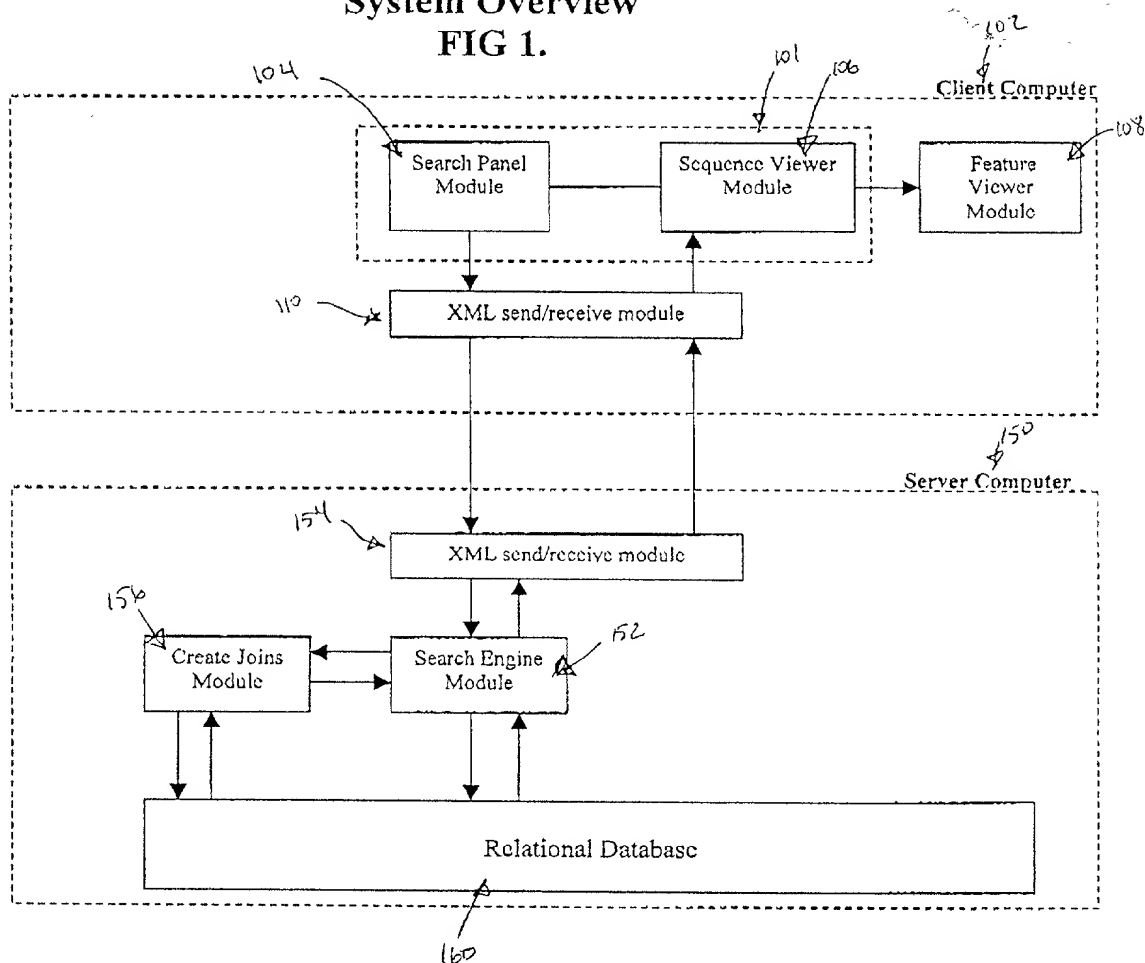 System Overview
FIG 1.
102
104
101
106
Client Computer
108
Search Panel
Module
Sequence Viewer
Module
Feature
Viewer
Module
110
XML send/receive module
150
Server Computer
154
XML send/receive module
156
152
Create Joins
Module
Search Engine
Module
Relational Database
160